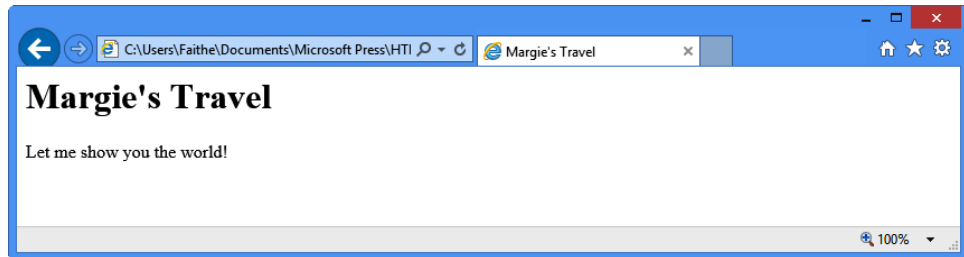 C:\Users\Faithe\Documents\Microsoft Press\HTI
Margie's Travel
Margie's Travel
Let me show you the world!
100%